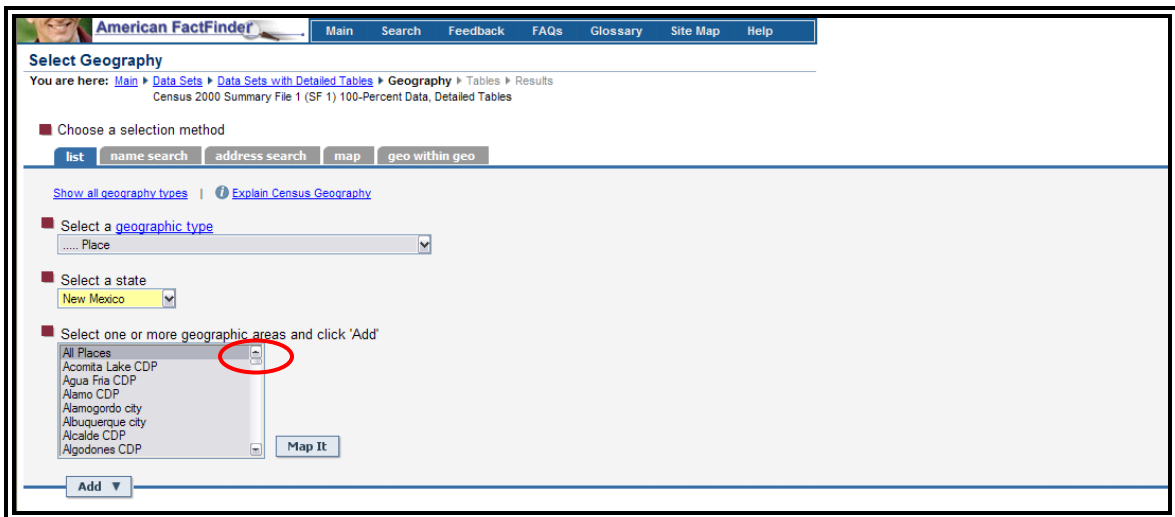 American FactFinder Main Search Feedback FAQs Glossary Site Map Help
Select Geography
You are here: Main Data Sets Data Sets with Detailed Tables Geography Tables Results
Census 2000 Summary File 1 (SF 1) 100-Percent Data, Detailed Tables
Choose a selection method
list name search address search map geo within geo
Show all geography types | i Explain Census Geography
Select a geographic type
..... Place
Select a state
New Mexico
Select one or more geographic areas and click 'Add'
All Places
Acomita Lake CDP
Agua Fria CDP
Alamo CDP
Alamogordo city
Albuquerque city
Alcalde CDP
Algodones CDP
Map It
Add